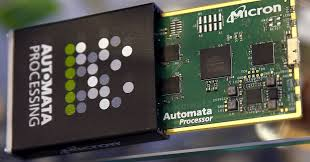 AUTOMATA
PROCESSING
Micron
Automata
Processor